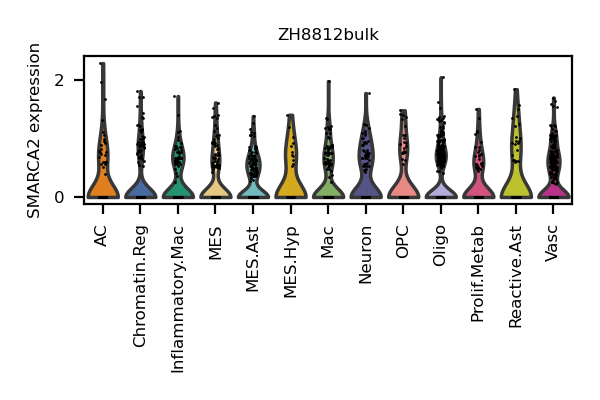 ZH8812bulk
SMARCA2 expression
2
0
AC
Chromatin.Reg
Inflammatory.Mac
MES
MES.Ast
MES.Hyp
Mac
Neuron
OPC
Oligo
Prolif.Metab
Reactive.Ast
Vasc